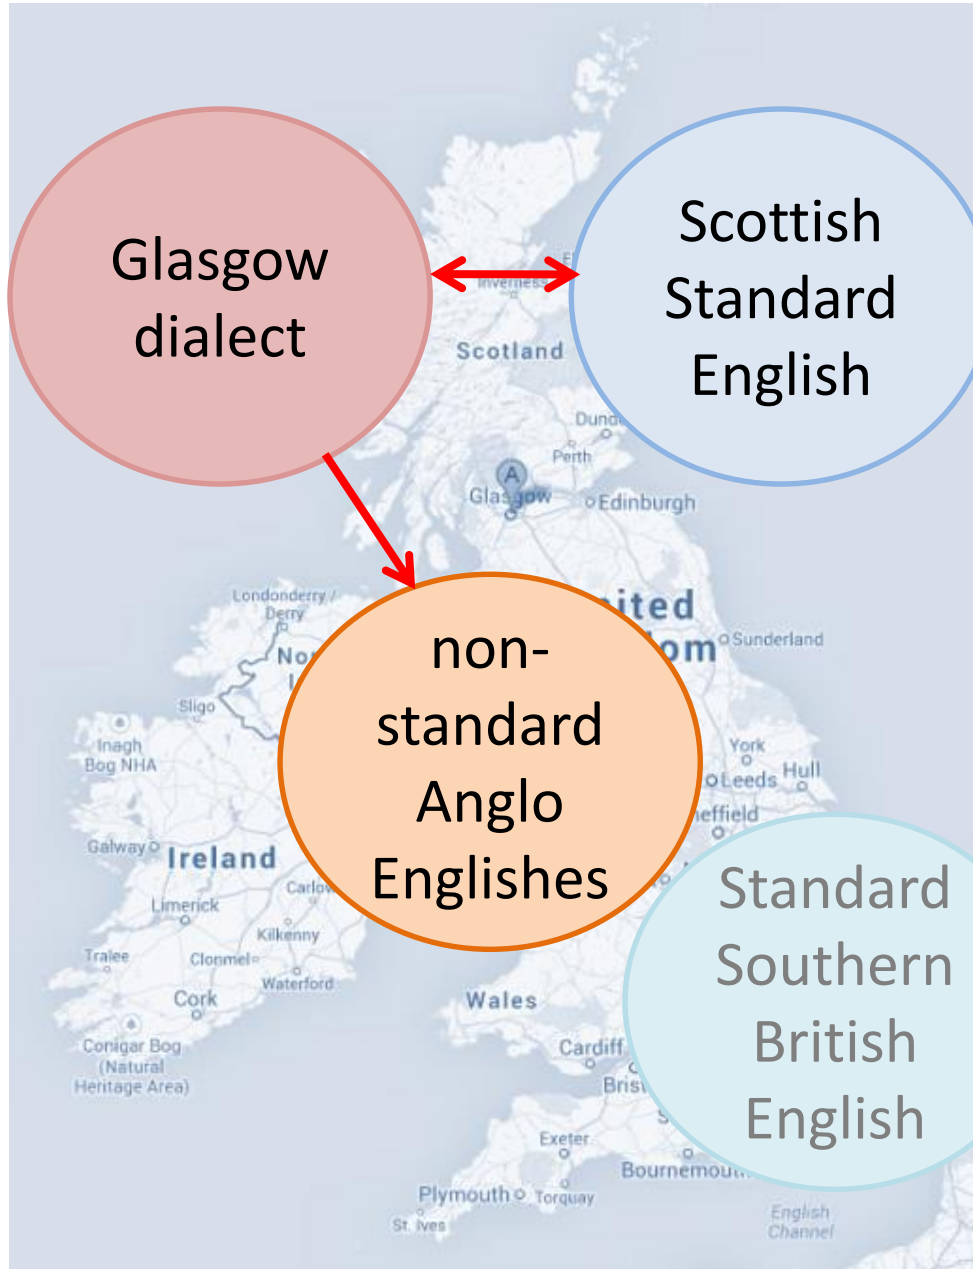 Glasgow
dialect
Scottish
Standard
English
Inverness
Scotland
Perth
A
Glasgow
Edinburgh
Londonderry /
Derry
non-
standard
Anglo
Englishes
Sunderland
Sligo
Inagh
Bog NHA
York
Leeds
Hull
Galway
Ireland
Limerick
Kilkenny
Tralee
Clonmel
Waterford
Cork
Wales
Standard
Southern
British
English
Conigar Bog
(Natural
Heritage Area)
Cardiff
Exeter
Plymouth
Torquay
St. Ives
English
Channel